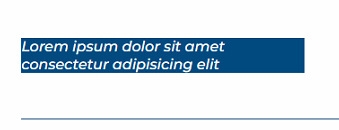 Lorem ipsum dolor sit amet
consectetur adipisicing elit